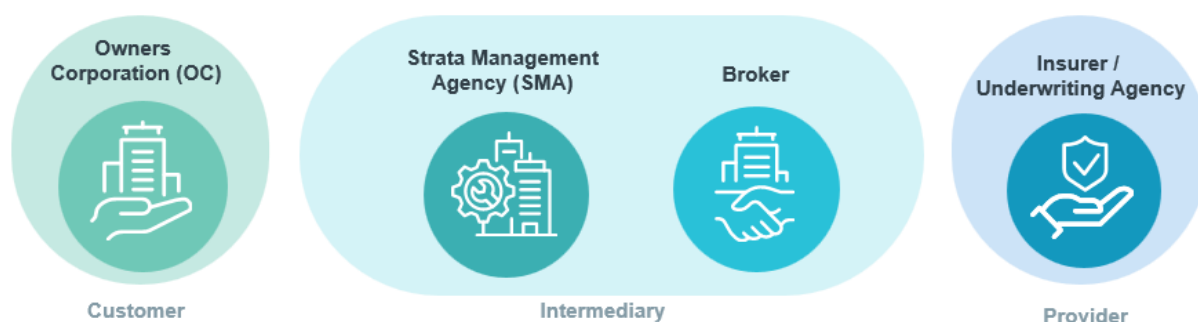 Owners
Corporation (OC)
Strata Management
Agency (SMA)
Broker
Insurer /
Underwriting Agency
Customer
Intermediary
Provider